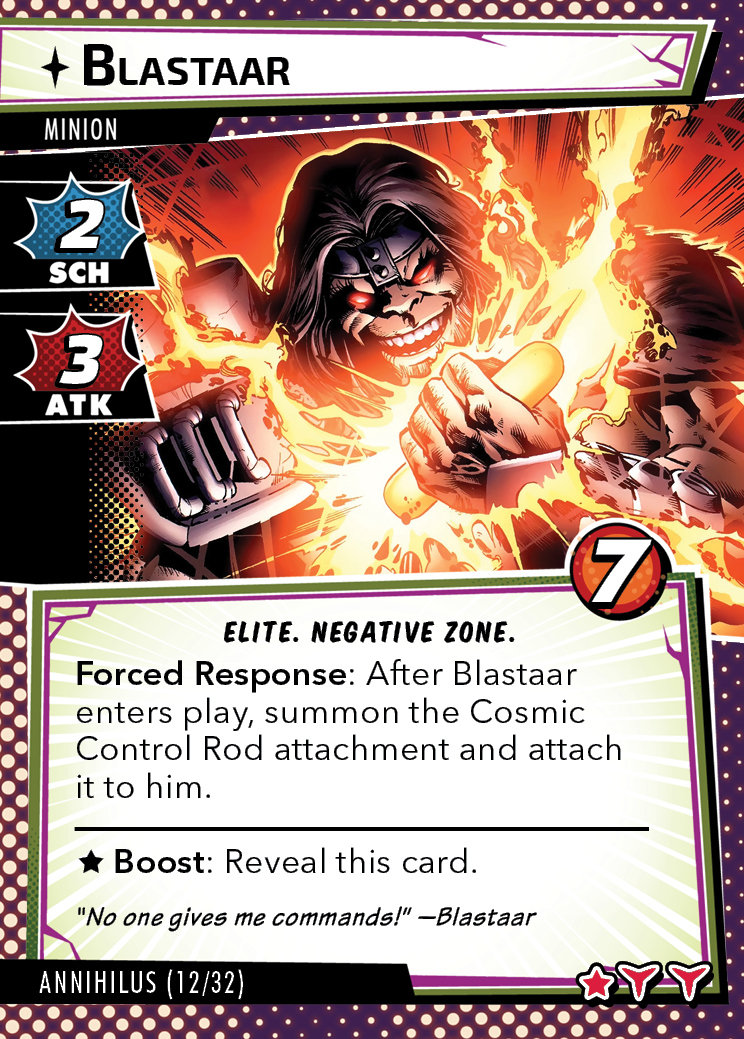 BLASTAAR
MINION
2
SCH
3
ATK
7
ELITE. NEGATIVE ZONE.
Forced Response: After Blastaar
enters play, summon the Cosmic
Control Rod attachment and attach
it to him.
★ Boost: Reveal this card.
"No one gives me commands!" —Blastaar
ANNIHILUS (12/32)